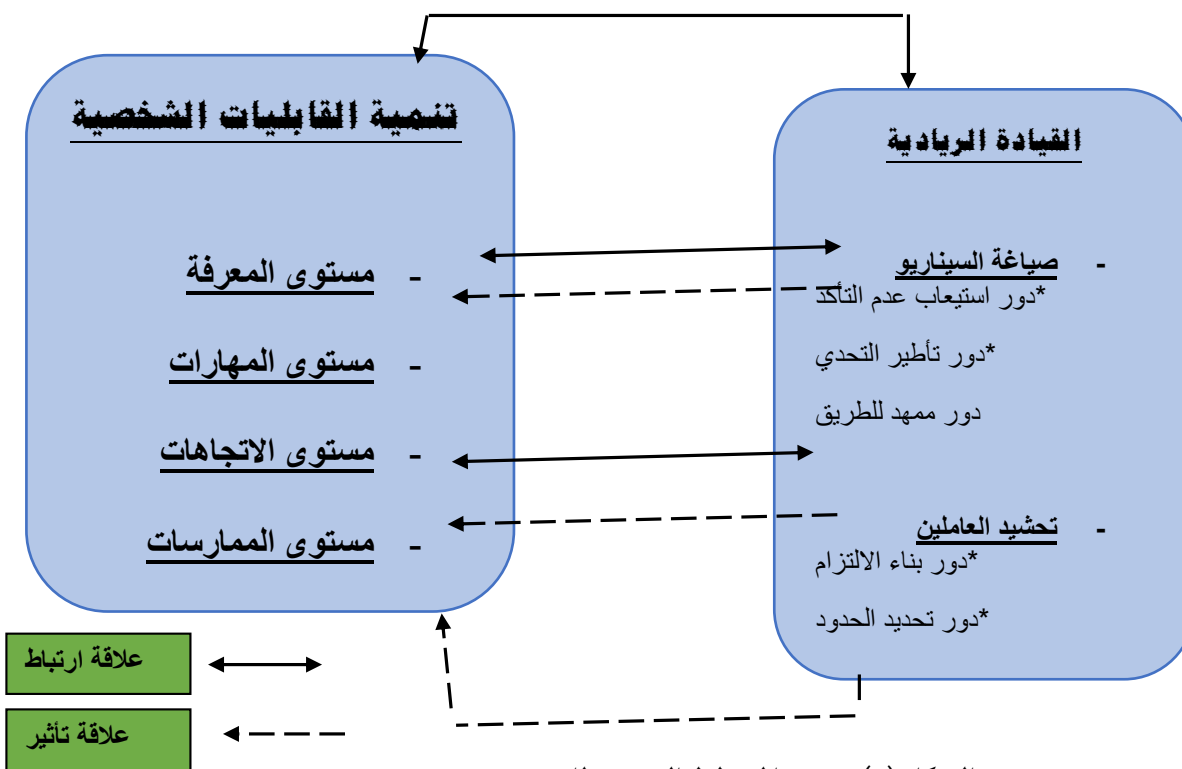 القيادة الريادية
- صياغة السيناريو
*دور استيعاب عدم التأكد
*دور تأطير التحدي
دور ممهد للطريق
- تحشيد العاملين
*دور بناء الالتزام
*دور تحديد الحدود
تنمية القابليات الشخصية
- مستوى المعرفة
- مستوى المهارات
- مستوى الاتجاهات
- مستوى الممارسات
علاقة ارتباط
علاقة تأثير